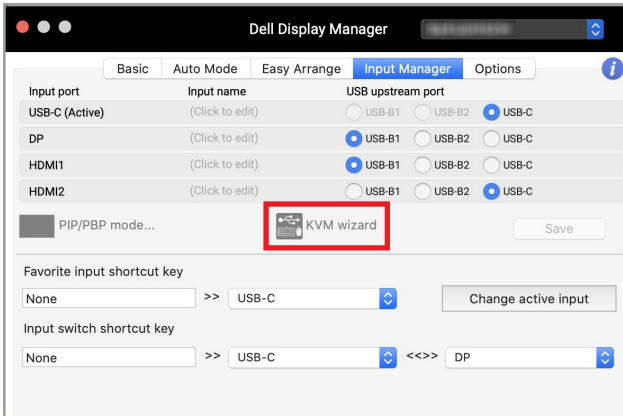 Dell Display Manager
Basic Auto Mode Easy Arrange Input Manager Options i
Input port Input name USB upstream port
USB-C (Active) (Click to edit) USB-B1 USB-B2 USB-C
DP (Click to edit) USB-B1 USB-B2 USB-C
HDMI1 (Click to edit) USB-B1 USB-B2 USB-C
HDMI2 (Click to edit) USB-B1 USB-B2 USB-C
PIP/PBP mode... KVM wizard Save
Favorite input shortcut key
None >> USB-C Change active input
Input switch shortcut key
None >> USB-C <<>> DP